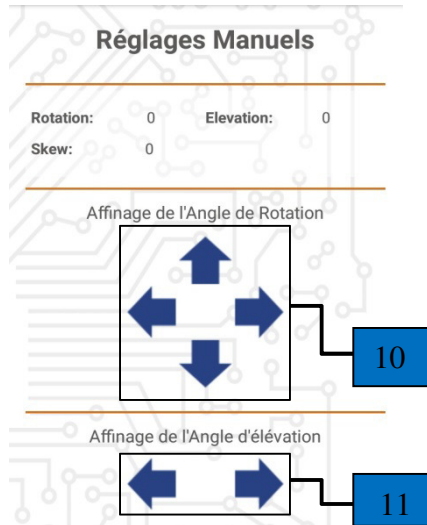 Réglages Manuels
Rotation: 0 Elevation: 0
Skew: 0
Affinage de l'Angle de Rotation
10
Affinage de l'Angle d'élévation
11